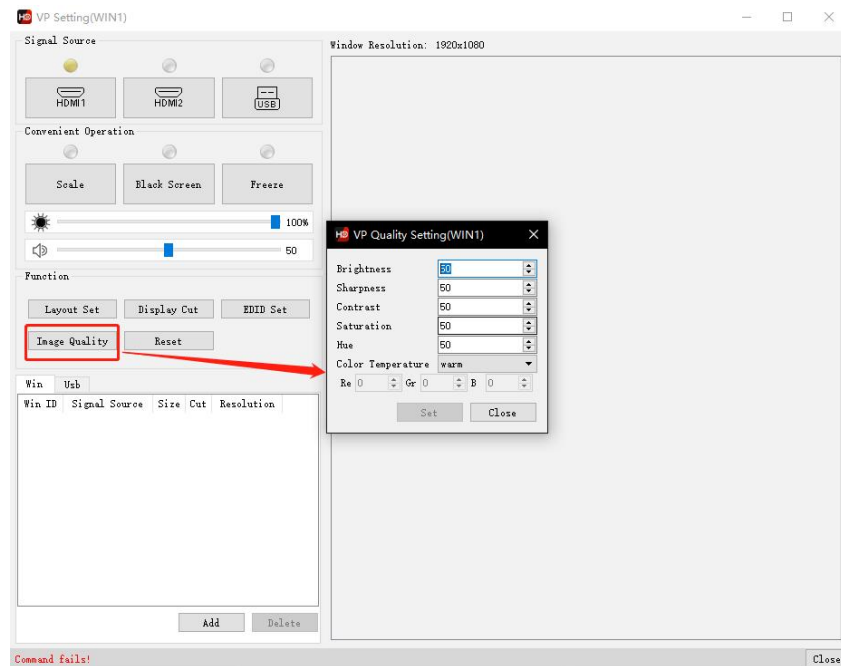 HD VP Setting(WIN1)
Signal Source
HDMI1 HDMI2 USB
Convenient Operation
Scale Black Screen Freeze
100%
50
Function
Layout Set Display Cut EDID Set
Image Quality Reset
Win Usb
Win ID Signal Source Size Cut Resolution
Add Delete
Window Resolution: 1920x1080
HD VP Quality Setting(WIN1)
Brightness 50
Sharpness 50
Contrast 50
Saturation 50
Hue 50
Color Temperature warm
Re 0 Gr 0 B 0
Set Close
Command fails!
Close